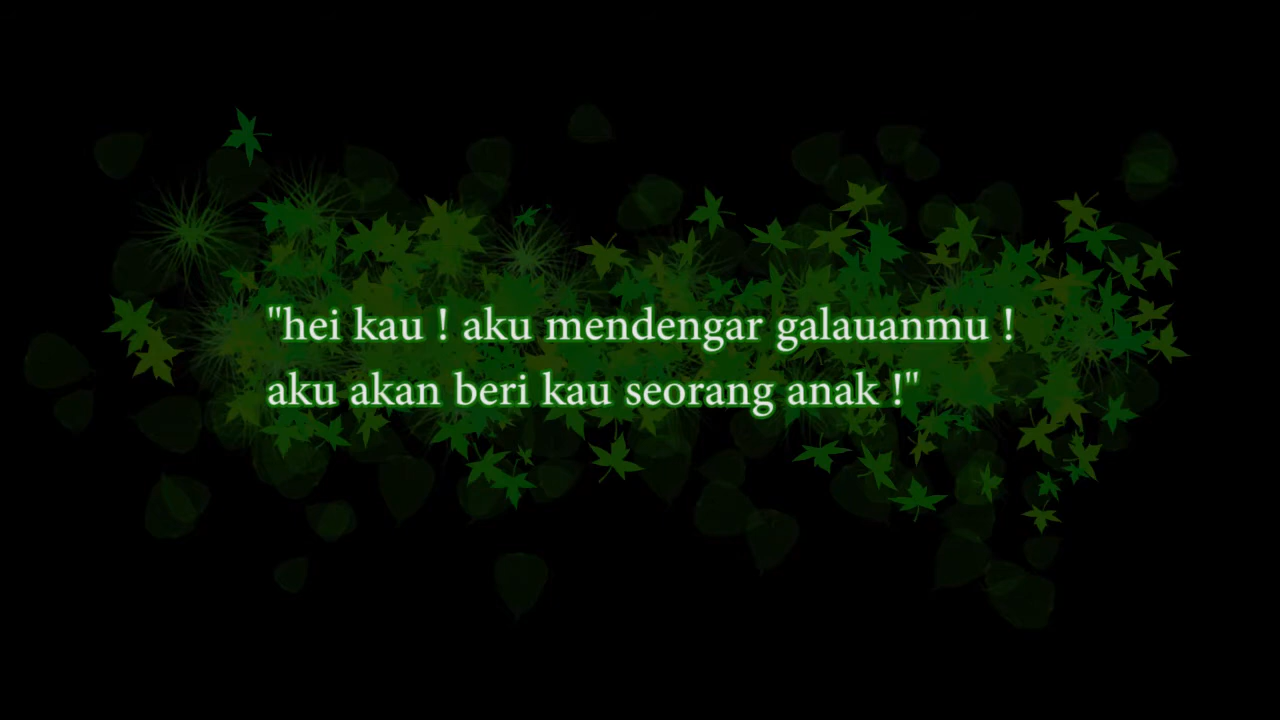 "hei kau ! aku mendengar galauanmu !
aku akan beri kau seorang anak !"